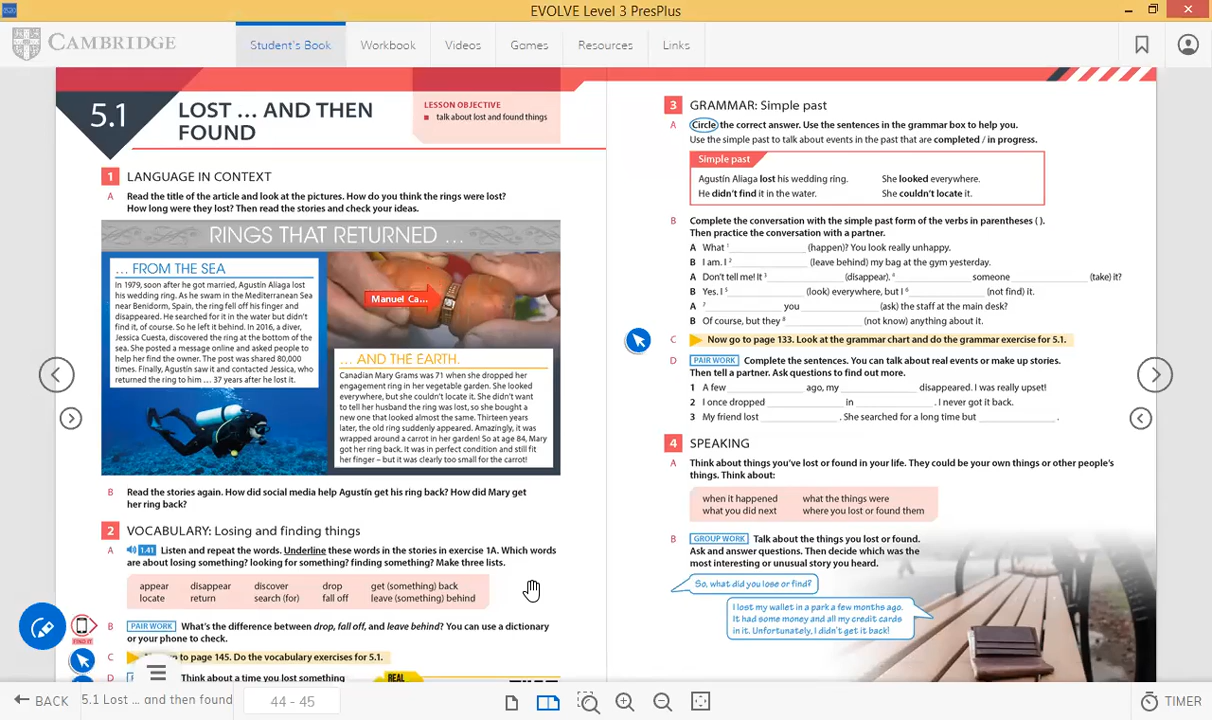 EVOLVE Level 3 PresPlus
CAMBRIDGE
Student's Book
Workbook
Videos
Games
Resources
Links
5.1
LOST ... AND THEN
FOUND
LESSON OBJECTIVE
talk about lost and found things
1 LANGUAGE IN CONTEXT
A Read the title of the article and look at the pictures. How do you think the rings were lost?
How long were they lost? Then read the stories and check your ideas.
RINGS THAT RETURNED ...
... FROM THE SEA
In 1979, soon after he got married, Agustín Aliaga lost
his wedding ring. As he swam in the Mediterranean Sea
near Benidorm, Spain, the ring fell off his finger and
disappeared. He searched for it in the water but didn't
find it, of course. So he left it behind. In 2016, a diver,
Jessica Cuesta, discovered the ring at the bottom of the
sea. She posted a message online and asked people to
help her find the owner. The post was shared 80,000
times. Finally, Agustín saw it and contacted Jessica, who
returned the ring to him ... 37 years after he lost it.
Manuel Ca...
... AND THE EARTH.
Canadian Mary Grams was 71 when she dropped her
engagement ring in her vegetable garden. She looked
everywhere, but she couldn't locate it. She didn't want
to tell her husband the ring was lost, so she bought a
new one that looked almost the same. Thirteen years
later, the old ring suddenly appeared. Amazingly, it was
wrapped around a carrot in her garden! So at age 84, Mary
got her ring back. It was in perfect condition and still fit
her finger – but it was clearly too small for the carrot!
B Read the stories again. How did social media help Agustín get his ring back? How did Mary get
her ring back?
2 VOCABULARY: Losing and finding things
A 1.41 Listen and repeat the words. Underline these words in the stories in exercise 1A. Which words
are about losing something? looking for something? finding something? Make three lists.
appear disappear discover drop get (something) back
locate return search (for) fall off leave (something) behind
FIND IT
B PAIR WORK What's the difference between drop, fall off, and leave behind? You can use a dictionary
or your phone to check.
C to page 145. Do the vocabulary exercises for 5.1.
D Think about a time you lost something
REAL
3 GRAMMAR: Simple past
A Circle the correct answer. Use the sentences in the grammar box to help you.
Use the simple past to talk about events in the past that are completed / in progress.
Simple past
Agustín Aliaga lost his wedding ring. She looked everywhere.
He didn't find it in the water. She couldn't locate it.
B Complete the conversation with the simple past form of the verbs in parentheses ( ).
Then practice the conversation with a partner.
A What 1 ____ (happen)? You look really unhappy.
B I am. I 2 ____ (leave behind) my bag at the gym yesterday.
A Don't tell me! It 3 ____ (disappear). 4 ____ someone ____ (take) it?
B Yes. I 5 ____ (look) everywhere, but I 6 ____ (not find) it.
A 7 ____ you ____ (ask) the staff at the main desk?
B Of course, but they 8 ____ (not know) anything about it.
C Now go to page 133. Look at the grammar chart and do the grammar exercise for 5.1.
D PAIR WORK Complete the sentences. You can talk about real events or make up stories.
Then tell a partner. Ask questions to find out more.
1 A few ____ ago, my ____ disappeared. I was really upset!
2 I once dropped ____ in ____. I never got it back.
3 My friend lost ____. She searched for a long time but ____.
4 SPEAKING
A Think about things you've lost or found in your life. They could be your own things or other people's
things. Think about:
when it happened what the things were
what you did next where you lost or found them
B GROUP WORK Talk about the things you lost or found.
Ask and answer questions. Then decide which was the
most interesting or unusual story you heard.
So, what did you lose or find?
I lost my wallet in a park a few months ago.
It had some money and all my credit cards
in it. Unfortunately, I didn't get it back!
BACK
5.1 Lost ... and then found
44 - 45
TIMER